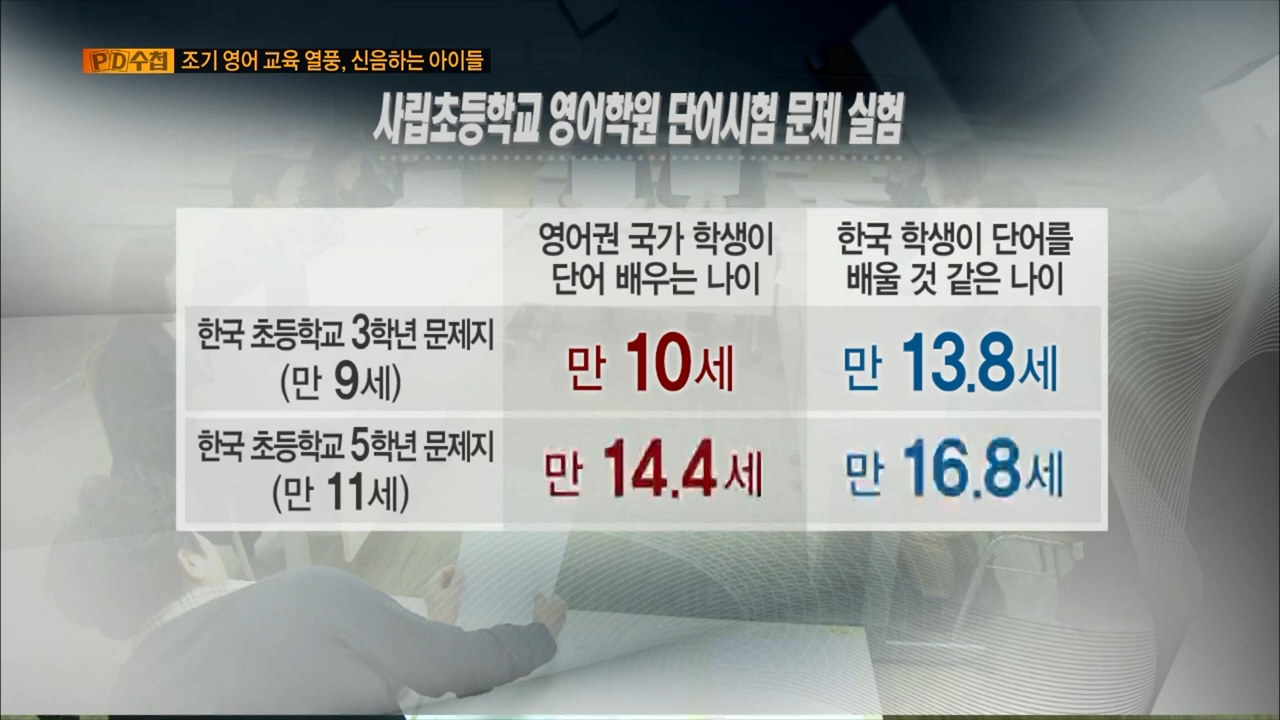 PD수첩 조기 영어 교육 열풍, 신음하는 아이들
사립초등학교 영어학원 단어시험 문제 실험
영어권 국가 학생이
단어 배우는 나이
한국 학생이 단어를
배울 것 같은 나이
한국 초등학교 3학년 문제지
(만 9세)
만 10세
만 13.8세
한국 초등학교 5학년 문제지
(만 11세)
만 14.4세
만 16.8세